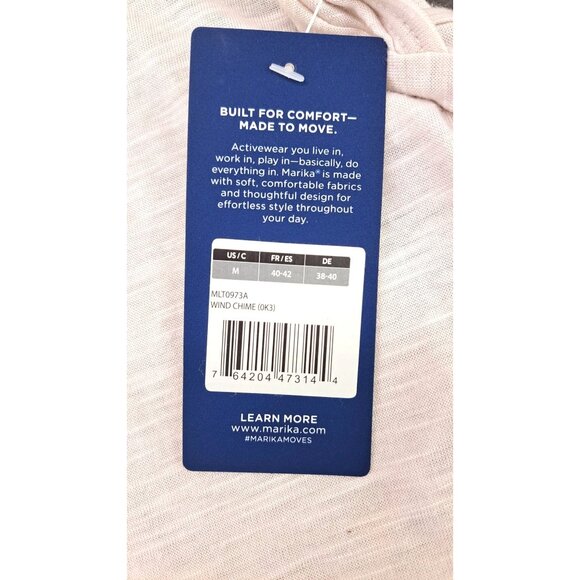 BUILT FOR COMFORT—
MADE TO MOVE.
Activewear you live in,
work in, play in—basically, do
everything in. Marika® is made
with soft, comfortable fabrics
and thoughtful design for
effortless style throughout
your day.
US / C FR / ES DE
M 40-42 38-40
MLT0973A
WIND CHIME (0K3)
7 64204 47314 4
LEARN MORE
www.marika.com
#MARIKAMOVES